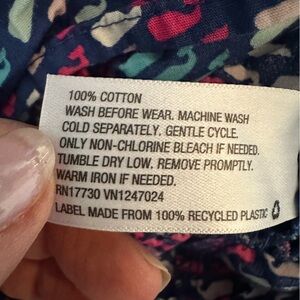 100% COTTON
WASH BEFORE WEAR. MACHINE WASH
COLD SEPARATELY. GENTLE CYCLE.
ONLY NON-CHLORINE BLEACH IF NEEDED.
TUMBLE DRY LOW. REMOVE PROMPTLY.
WARM IRON IF NEEDED.
RN17730 VN1247024
LABEL MADE FROM 100% RECYCLED PLASTIC